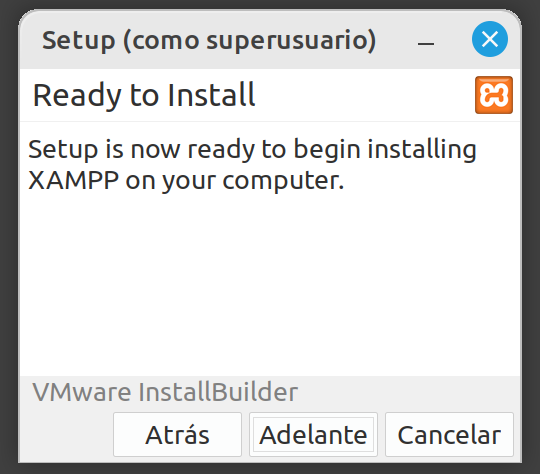 Setup (como superusuario)
Ready to Install
Setup is now ready to begin installing
XAMPP on your computer.
VMware InstallBuilder
Atrás Adelante Cancelar